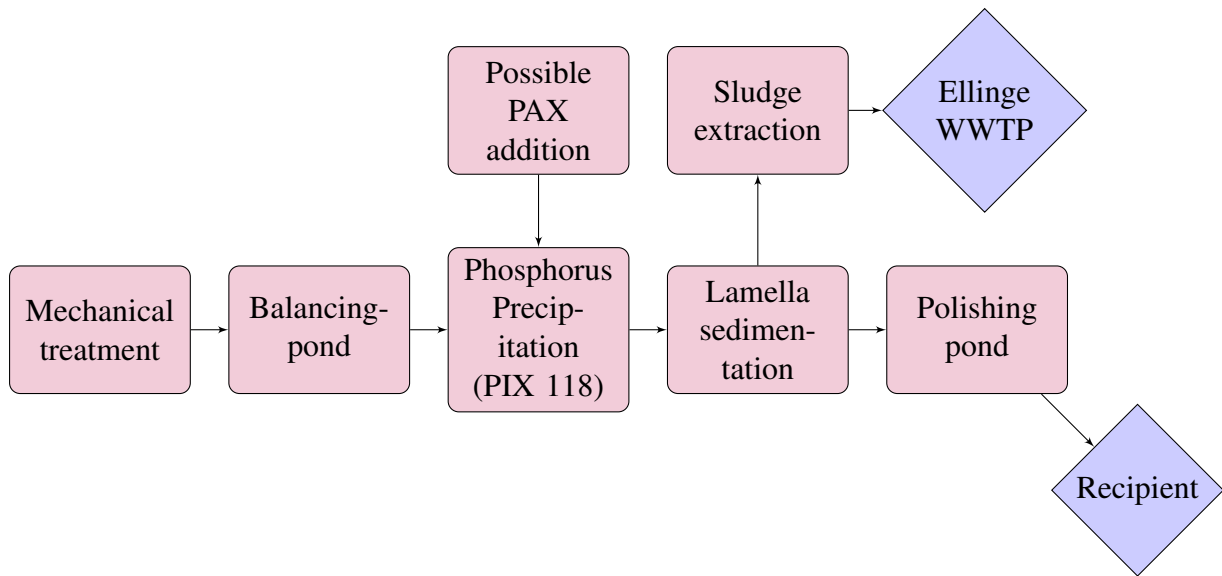 Possible
PAX
addition
Sludge
extraction
Ellinge
WWTP
Mechanical
treatment
Balancing-
pond
Phosphorus
Precip-
itation
(PIX 118)
Lamella
sedimen-
tation
Polishing
pond
Recipient